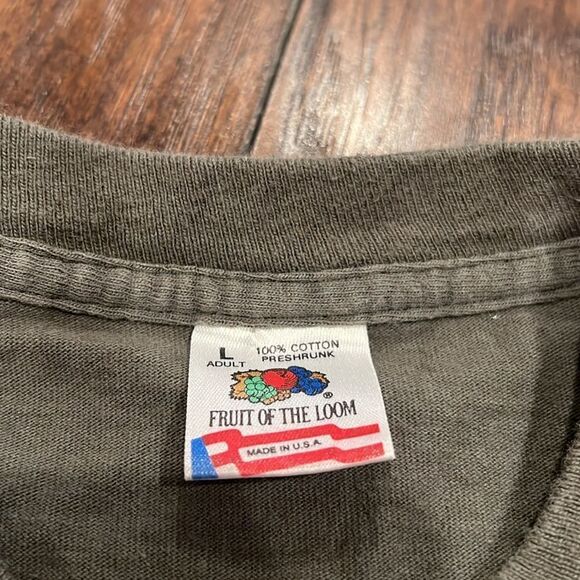 L 100% COTTON
ADULT PRESHRUNK
®
FRUIT OF THE LOOM
MADE IN U.S.A.